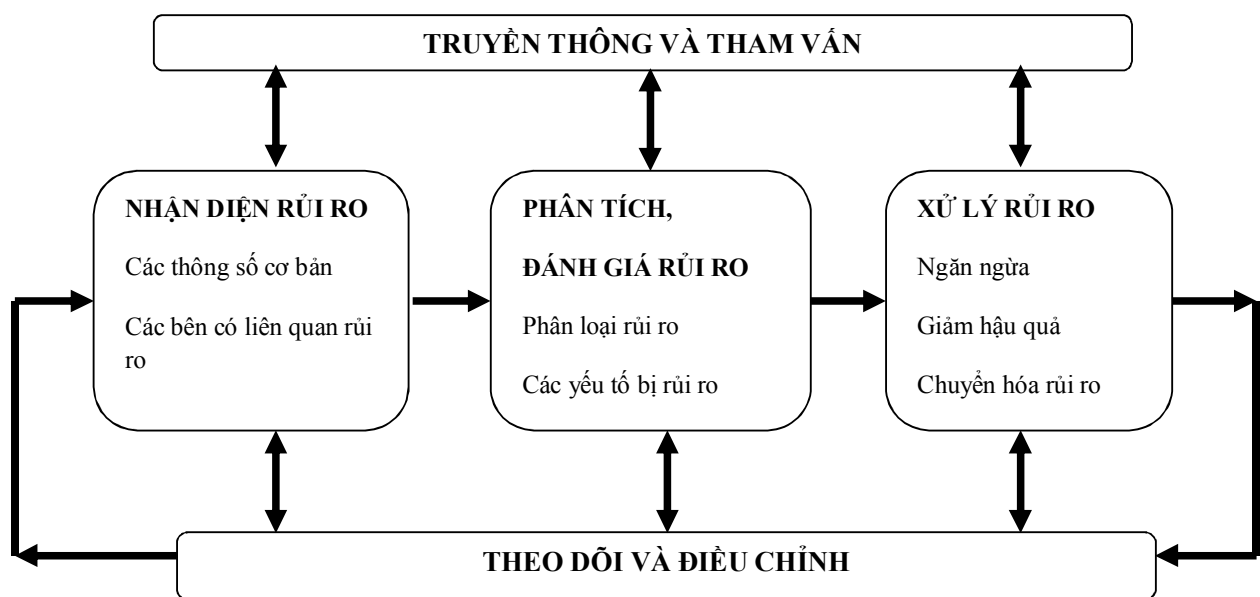 TRUYỀN THÔNG VÀ THAM VẤN
NHẬN DIỆN RỦI RO
Các thông số cơ bản
Các bên có liên quan rủi
ro
PHÂN TÍCH,
ĐÁNH GIÁ RỦI RO
Phân loại rủi ro
Các yếu tố bị rủi ro
XỬ LÝ RỦI RO
Ngăn ngừa
Giảm hậu quả
Chuyển hóa rủi ro
THEO DÕI VÀ ĐIỀU CHỈNH